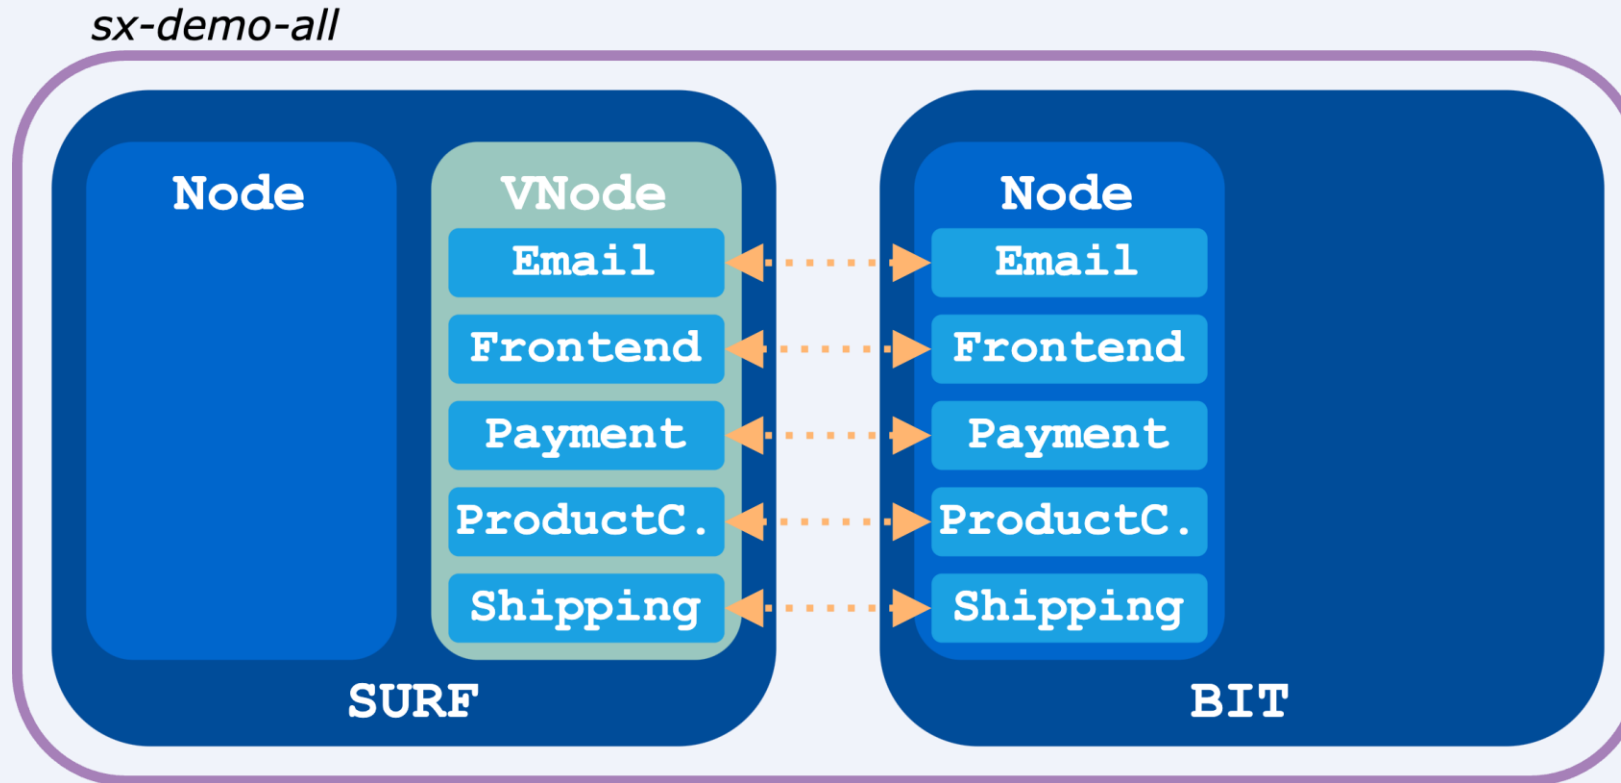 sx-demo-all
Node
VNode
Email
Frontend
Payment
ProductC.
Shipping
SURF
Node
Email
Frontend
Payment
ProductC.
Shipping
BIT